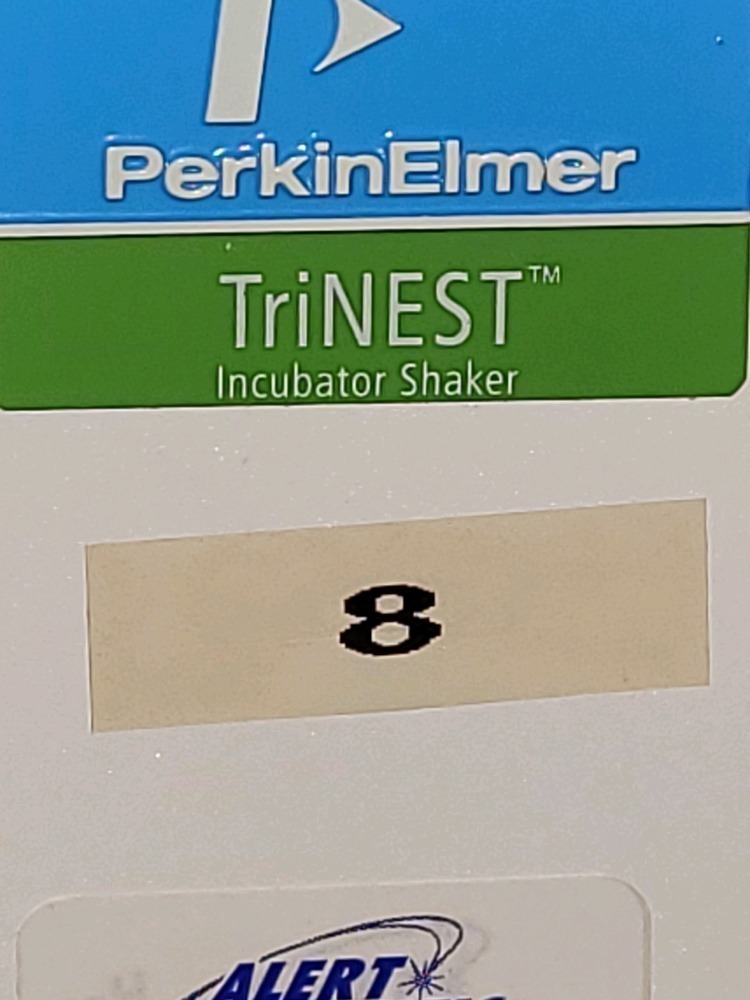 PerkinElmer
TriNEST™
Incubator Shaker
8
ALERT